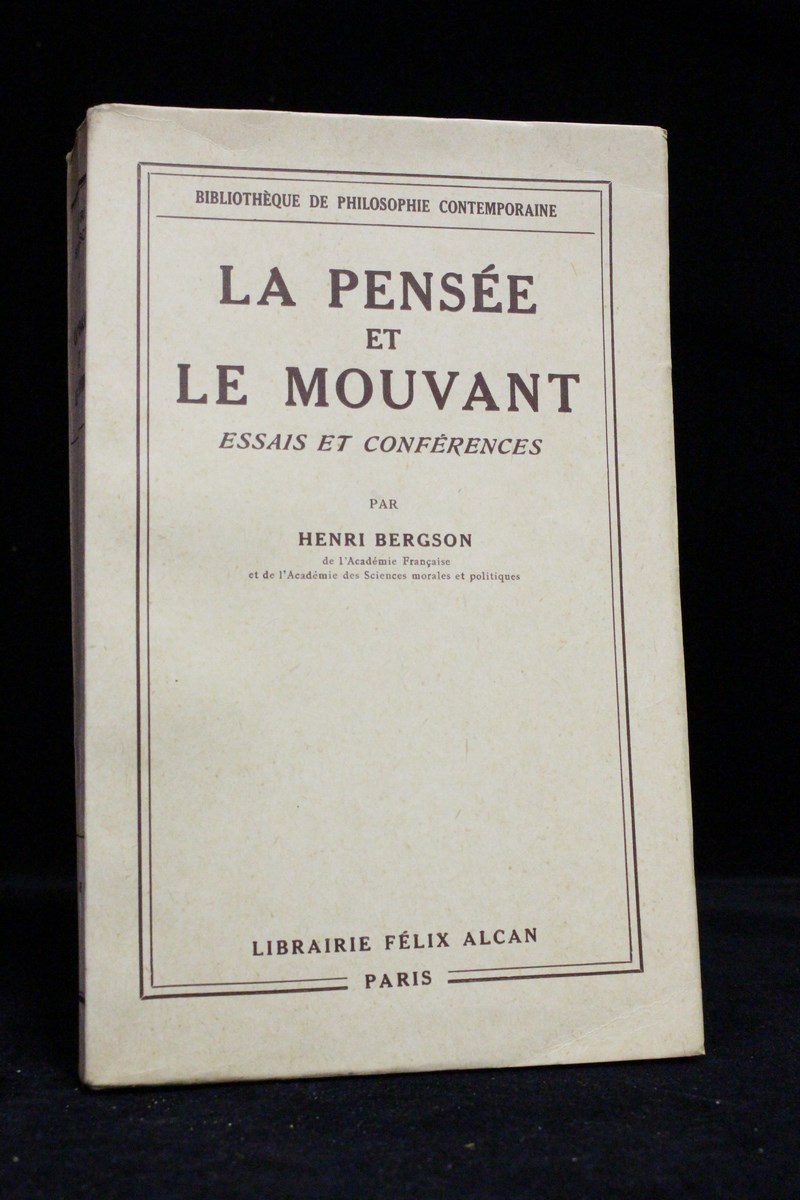 BIBLIOTHÈQUE DE PHILOSOPHIE CONTEMPORAINE
LA PENSÉE
ET
LE MOUVANT
ESSAIS ET CONFÉRENCES
PAR
HENRI BERGSON
de l'Académie Française
et de l'Académie des Sciences morales et politiques
LIBRAIRIE FÉLIX ALCAN
PARIS